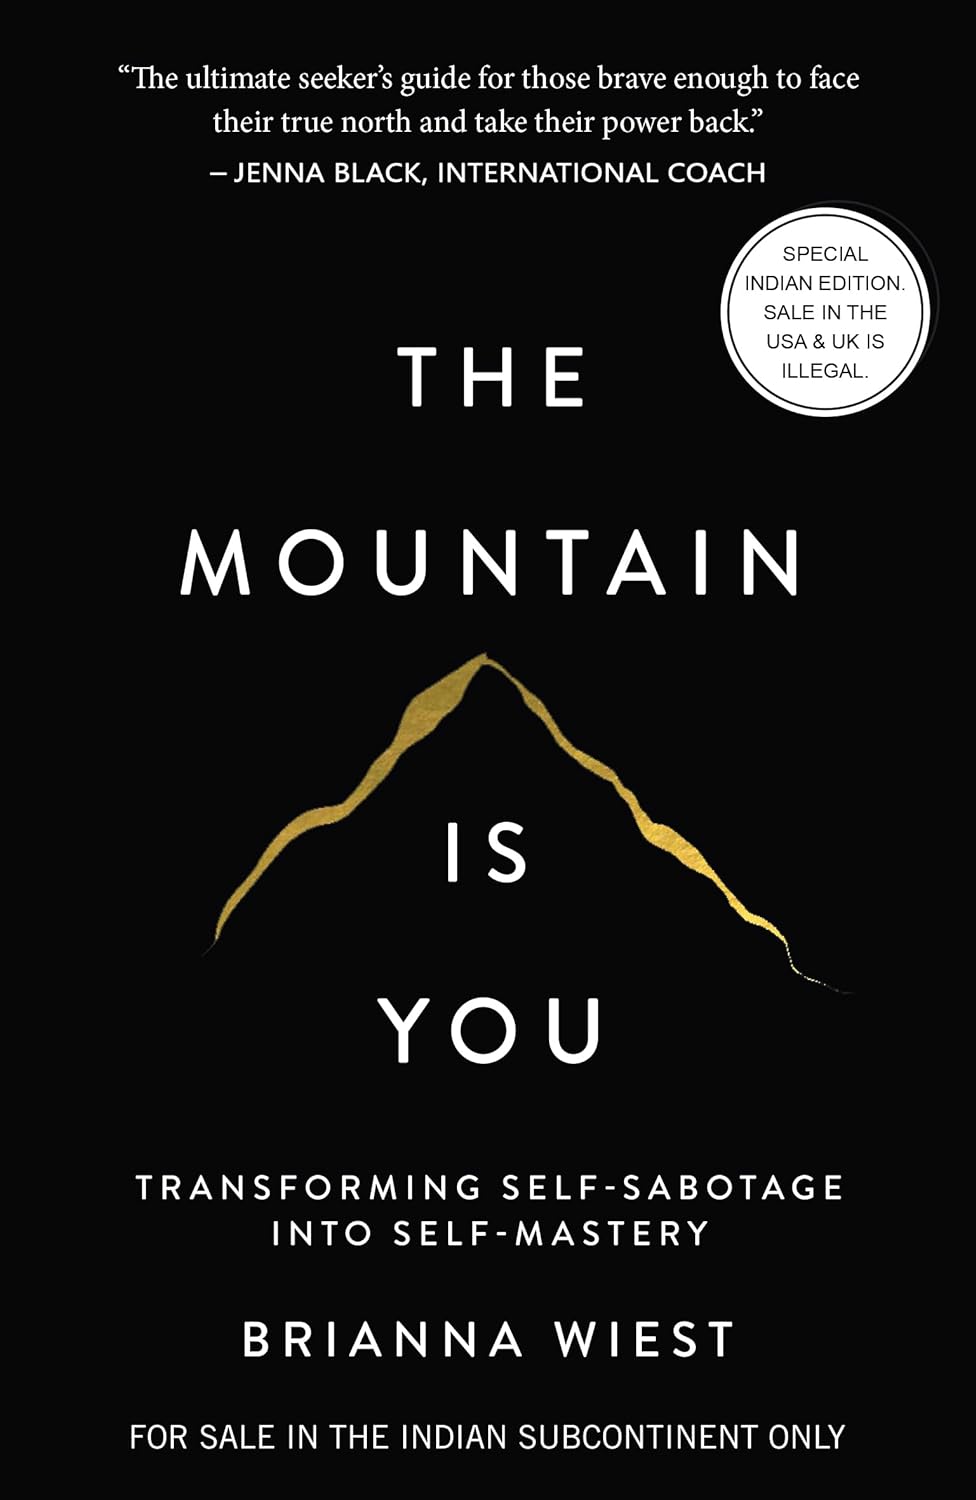 “The ultimate seeker’s guide for those brave enough to face
their true north and take their power back.”
– JENNA BLACK, INTERNATIONAL COACH
SPECIAL
INDIAN EDITION.
SALE IN THE
USA & UK IS
ILLEGAL.
THE
MOUNTAIN
IS
YOU
TRANSFORMING SELF-SABOTAGE
INTO SELF-MASTERY
BRIANNA WIEST
FOR SALE IN THE INDIAN SUBCONTINENT ONLY